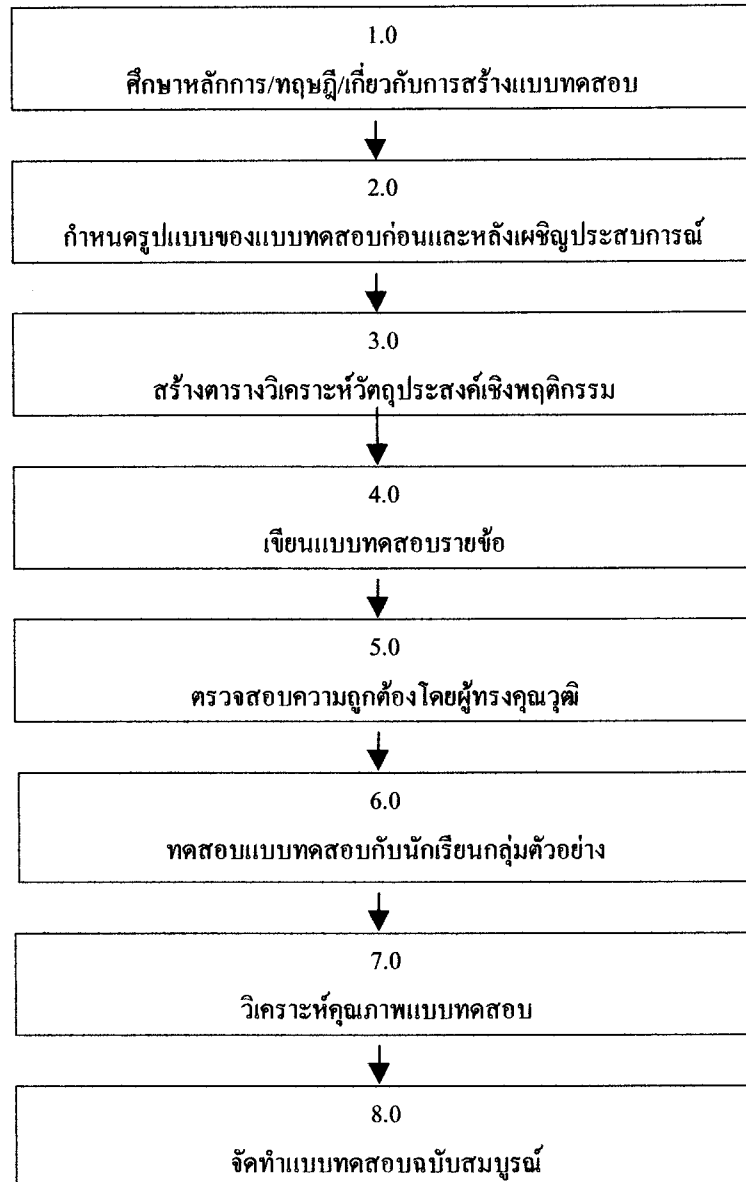 1.0
ศึกษาหลักการ/ทฤษฎี/เกี่ยวกับการสร้างแบบทดสอบ
2.0
กำหนดรูปแบบของแบบทดสอบก่อนและหลังเผชิญประสบการณ์
3.0
สร้างตารางวิเคราะห์วัตถุประสงค์เชิงพฤติกรรม
4.0
เขียนแบบทดสอบรายข้อ
5.0
ตรวจสอบความถูกต้องโดยผู้ทรงคุณวุฒิ
6.0
ทดสอบแบบทดสอบกับนักเรียนกลุ่มตัวอย่าง
7.0
วิเคราะห์คุณภาพแบบทดสอบ
8.0
จัดทำแบบทดสอบฉบับสมบูรณ์